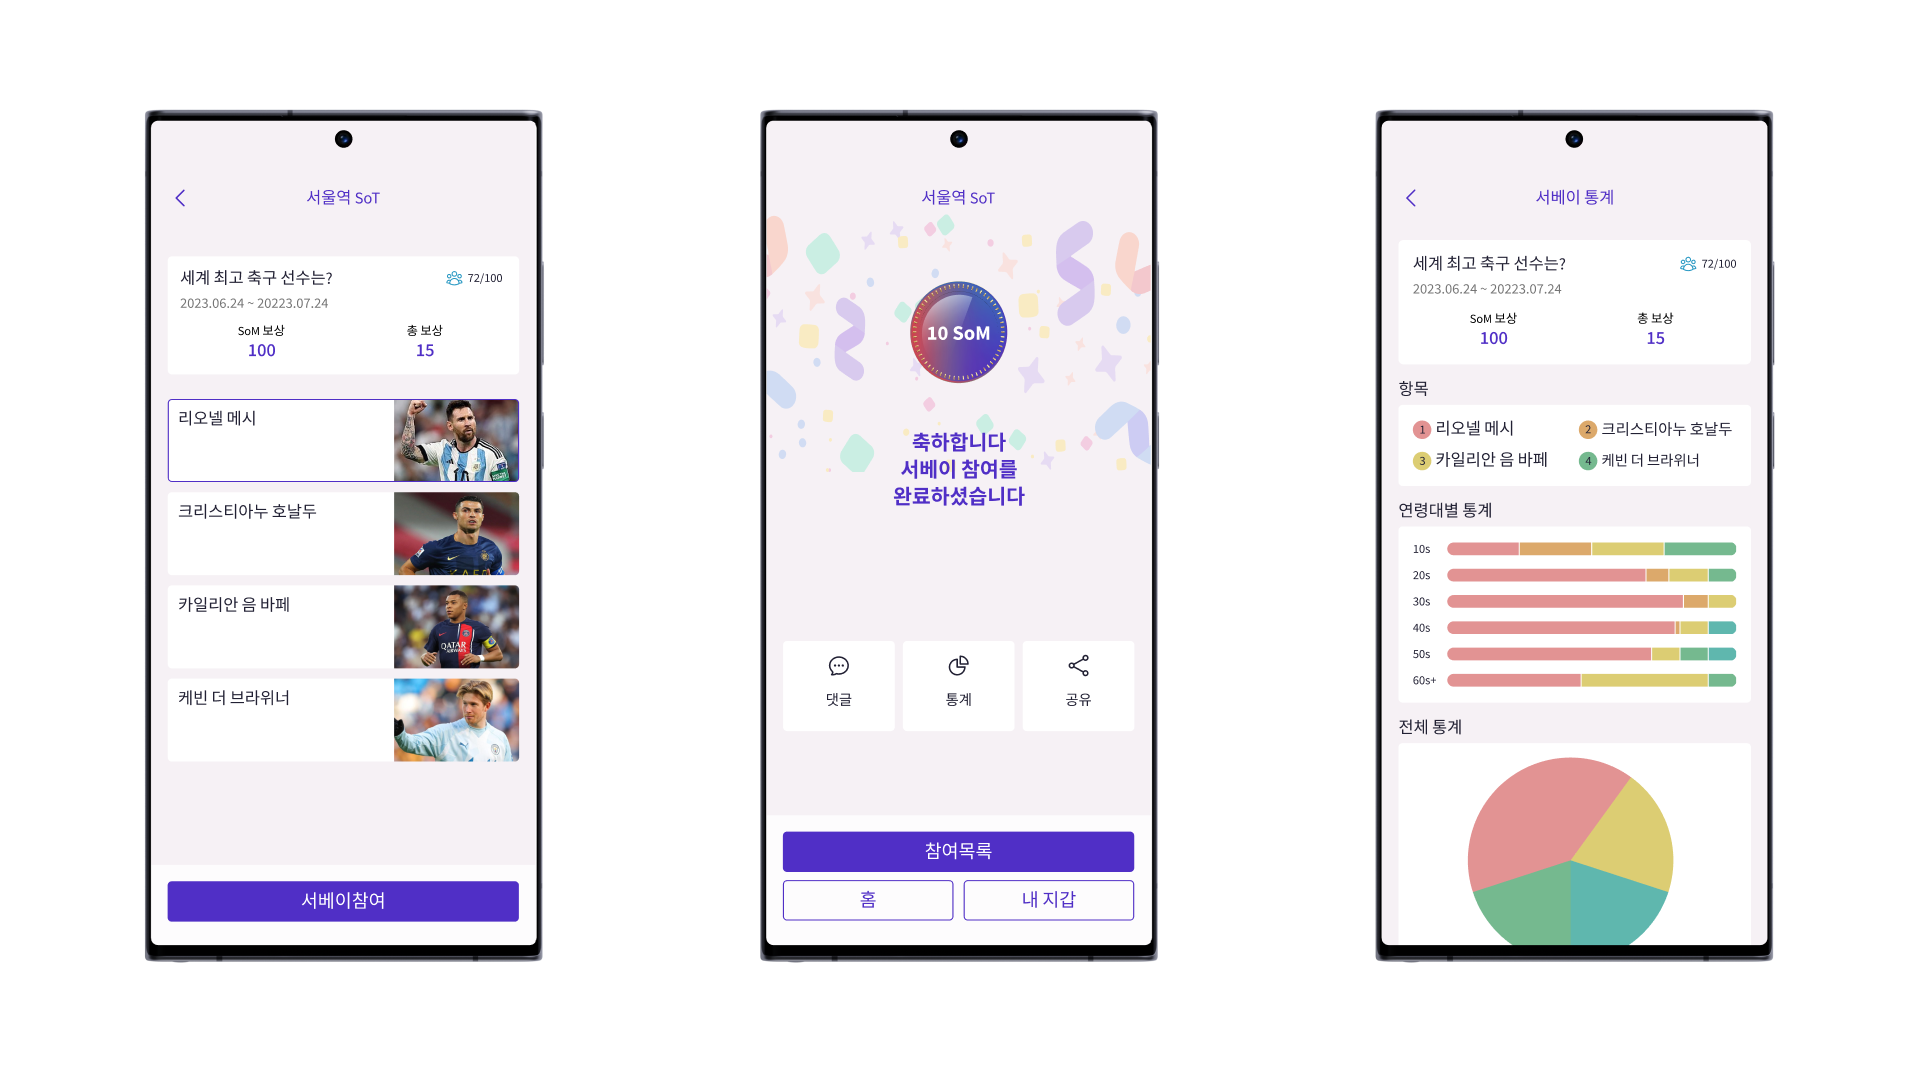 서울역 SoT
세계 최고 축구 선수는?
72/100
2023.06.24 ~ 20223.07.24
SoM 보상
총 보상
100
15
리오넬 메시
크리스티아누 호날두
카일리안 음 바페
QATAR
AIRWAYS
케빈 더 브라위너
서베이참여
서울역 SoT
10 SoM
축하합니다
서베이 참여를
완료하셨습니다
댓글
통계
공유
참여목록
홈
내 지갑
서베이 통계
세계 최고 축구 선수는?
72/100
2023.06.24 ~ 20223.07.24
SoM 보상
총 보상
100
15
항목
1 리오넬 메시
2 크리스티아누 호날두
3 카일리안 음 바페
4 케빈 더 브라위너
연령대별 통계
10s
20s
30s
40s
50s
60s+
전체 통계